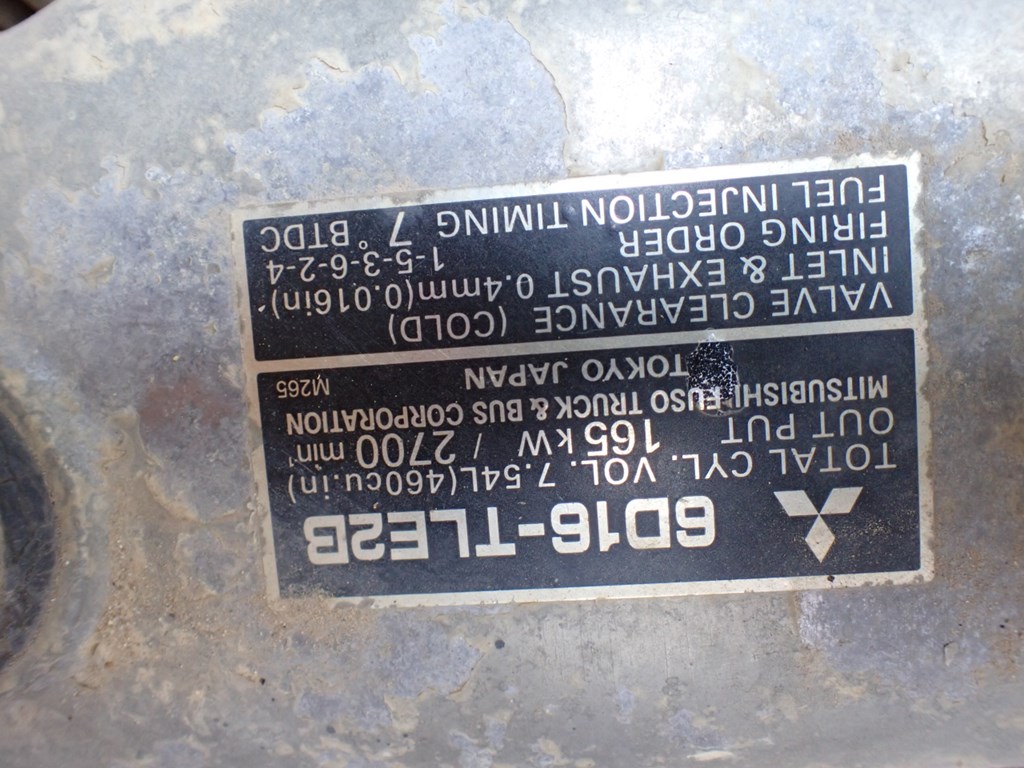 6D16-TLE2B
TOTAL CYL. VOL. 7.54L(460cu.in)
OUT PUT 165kW / 2700 min⁻¹
MITSUBISHI FUSO TRUCK & BUS CORPORATION
TOKYO JAPAN M265
VALVE CLEARANCE (COLD)
INLET & EXHAUST 0.4mm(0.016in)
FIRING ORDER 1-5-3-6-2-4
FUEL INJECTION TIMING 7° BTDC